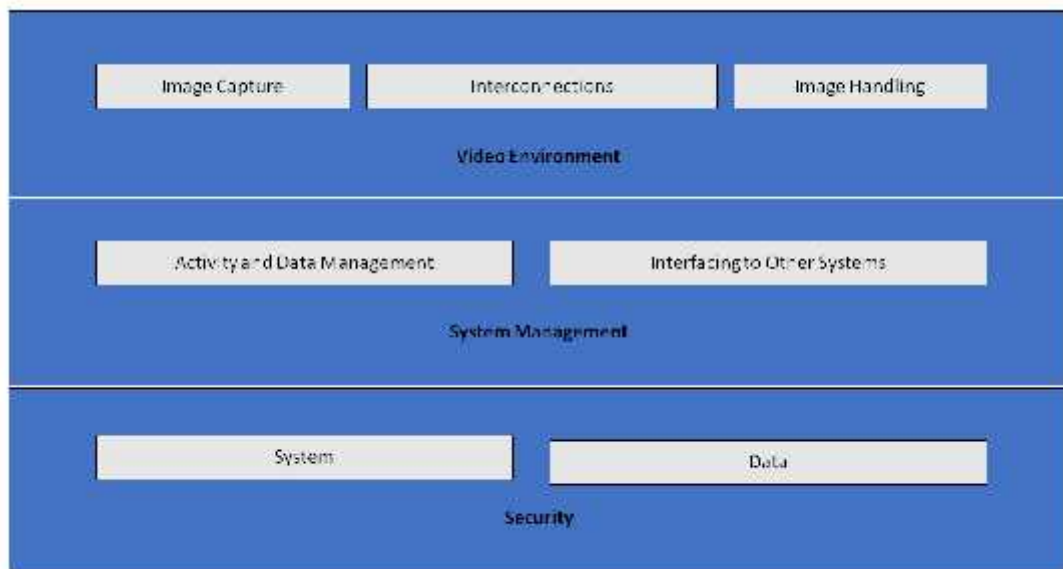 Image Capture
Interconnections
Image Handling
Video Environment
Activity and Data Management
Interfacing to Other Systems
System Management
System
Data
Security